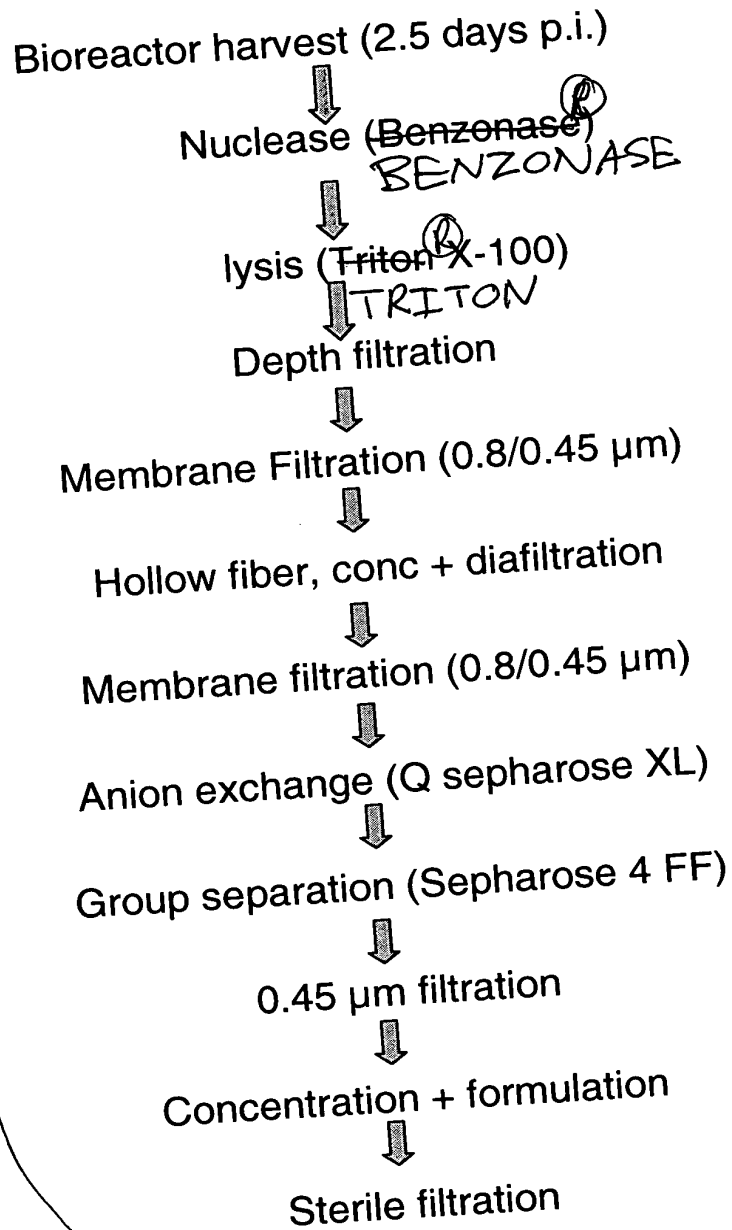 Bioreactor harvest (2.5 days p.i.)
Nuclease (Benzonase®)
BENZONASE
lysis (Triton® X-100)
TRITON
Depth filtration
Membrane Filtration (0.8/0.45 µm)
Hollow fiber, conc + diafiltration
Membrane filtration (0.8/0.45 µm)
Anion exchange (Q sepharose XL)
Group separation (Sepharose 4 FF)
0.45 µm filtration
Concentration + formulation
Sterile filtration